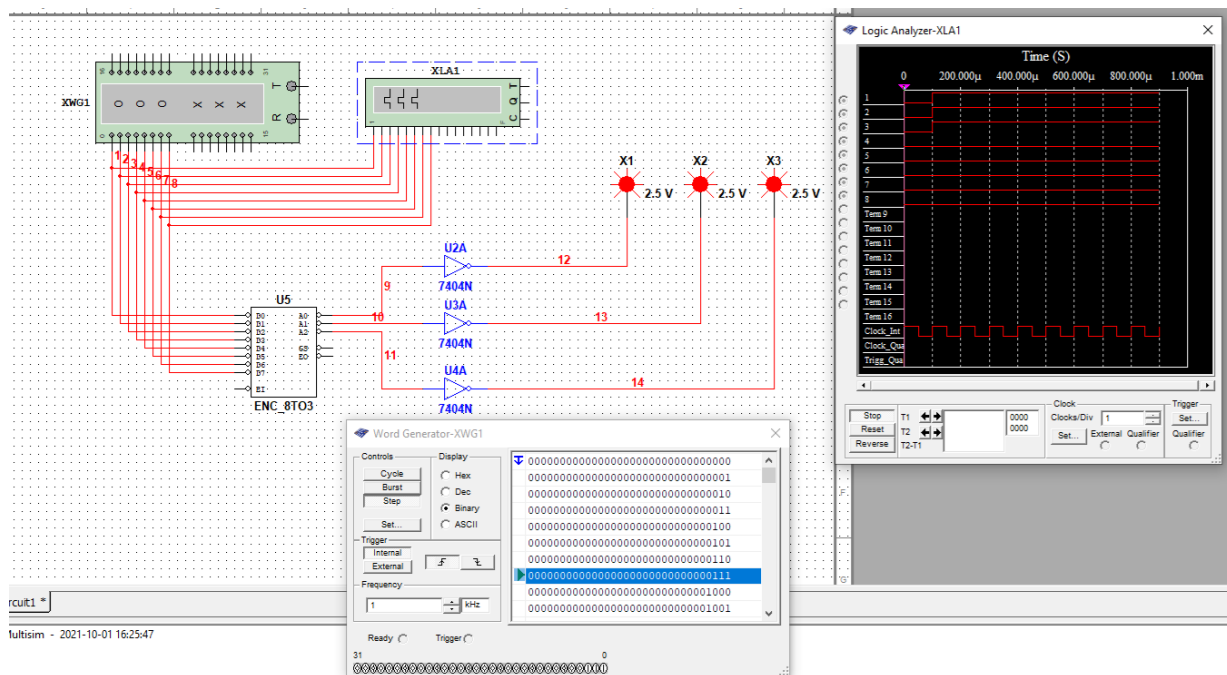 XWG1
16
31
O O O X X X
T
R
0
15
XLA1
1
F
C Q T
1
2
3
4
5
6
7
8
X1
X2
X3
2.5 V
2.5 V
2.5 V
U2A
7404N
12
9
10
U3A
7404N
13
11
U4A
7404N
14
U5
D0
D1
D2
D3
D4
D5
D6
D7
EI
A0
A1
A2
GS
EO
ENC_8TO3
Logic Analyzer-XLA1
Time (S)
0 200.000µ 400.000µ 600.000µ 800.000µ 1.000m
1
2
3
4
5
6
7
8
Term 9
Term 10
Term 11
Term 12
Term 13
Term 14
Term 15
Term 16
Clock_Int
Clock_Qua
Trigg_Qua
Stop
Reset
Reverse
T1
T2
T2-T1
0000
0000
Clock
Clocks/Div 1
Set... External Qualifier
Trigger
Set...
Qualifier
Word Generator-XWG1
Controls
Cycle
Burst
Step
Set...
Display
Hex
Dec
Binary
ASCII
Trigger
Internal
External
Frequency
1 kHz
Ready
Trigger
31
0
00000000000000000000000000000000
00000000000000000000000000000001
00000000000000000000000000000010
00000000000000000000000000000011
00000000000000000000000000000100
00000000000000000000000000000101
00000000000000000000000000000110
00000000000000000000000000000111
00000000000000000000000000001000
00000000000000000000000000001001
F
G
rcuit1 *
Multisim - 2021-10-01 16:25:47